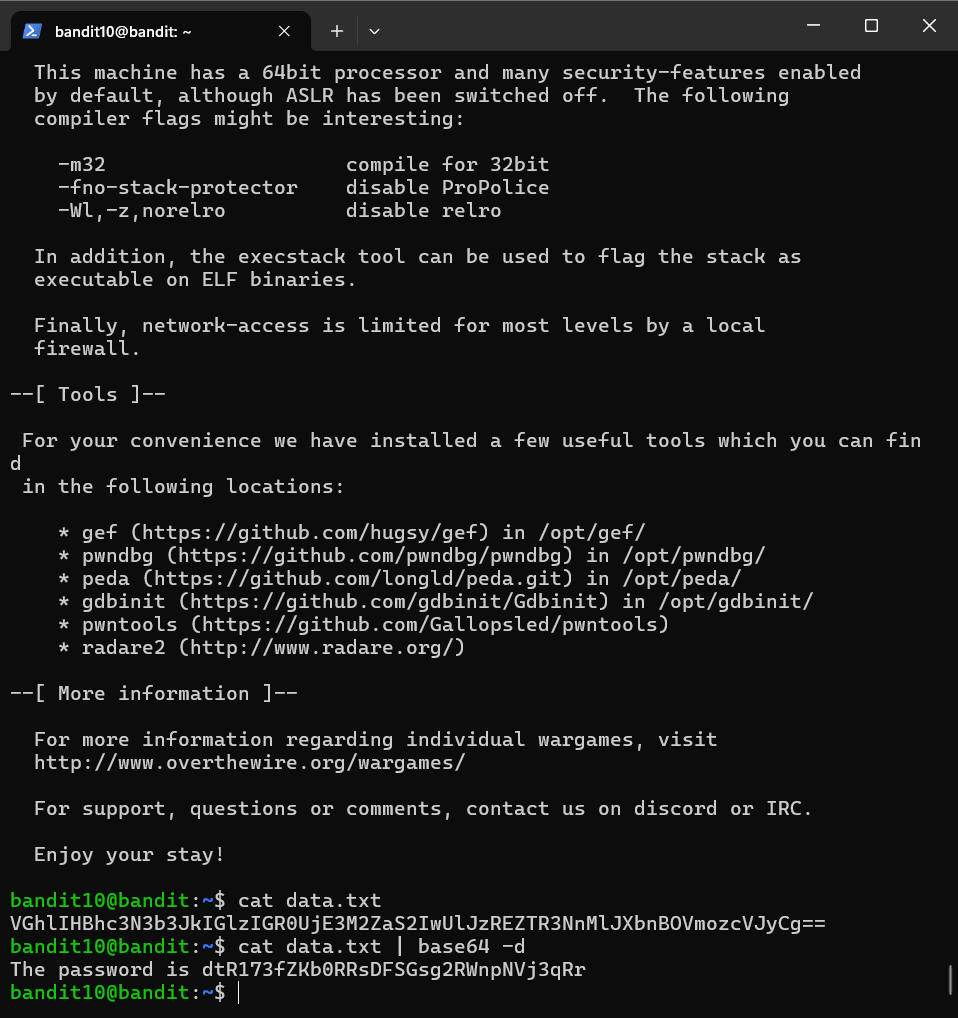 bandit10@bandit: ~
This machine has a 64bit processor and many security-features enabled
by default, although ASLR has been switched off.  The following
compiler flags might be interesting:
-m32                    compile for 32bit
-fno-stack-protector    disable ProPolice
-Wl,-z,norelro          disable relro
In addition, the execstack tool can be used to flag the stack as
executable on ELF binaries.
Finally, network-access is limited for most levels by a local
firewall.
--[ Tools ]--
For your convenience we have installed a few useful tools which you can fin
d
in the following locations:
* gef (https://github.com/hugsy/gef) in /opt/gef/
* pwndbg (https://github.com/pwndbg/pwndbg) in /opt/pwndbg/
* peda (https://github.com/longld/peda.git) in /opt/peda/
* gdbinit (https://github.com/gdbinit/Gdbinit) in /opt/gdbinit/
* pwntools (https://github.com/Gallopsled/pwntools)
* radare2 (http://www.radare.org/)
--[ More information ]--
For more information regarding individual wargames, visit
http://www.overthewire.org/wargames/
For support, questions or comments, contact us on discord or IRC.
Enjoy your stay!
bandit10@bandit:~$ cat data.txt
VGhlIHBhc3N3b3JkIGlzIGR0UjE3M2ZaS2IwUlJzREZTR3NnMlJXbnBOVmozcVJyCg==
bandit10@bandit:~$ cat data.txt | base64 -d
The password is dtR173fZKb0RRsDFSGsg2RWnpNVj3qRr
bandit10@bandit:~$